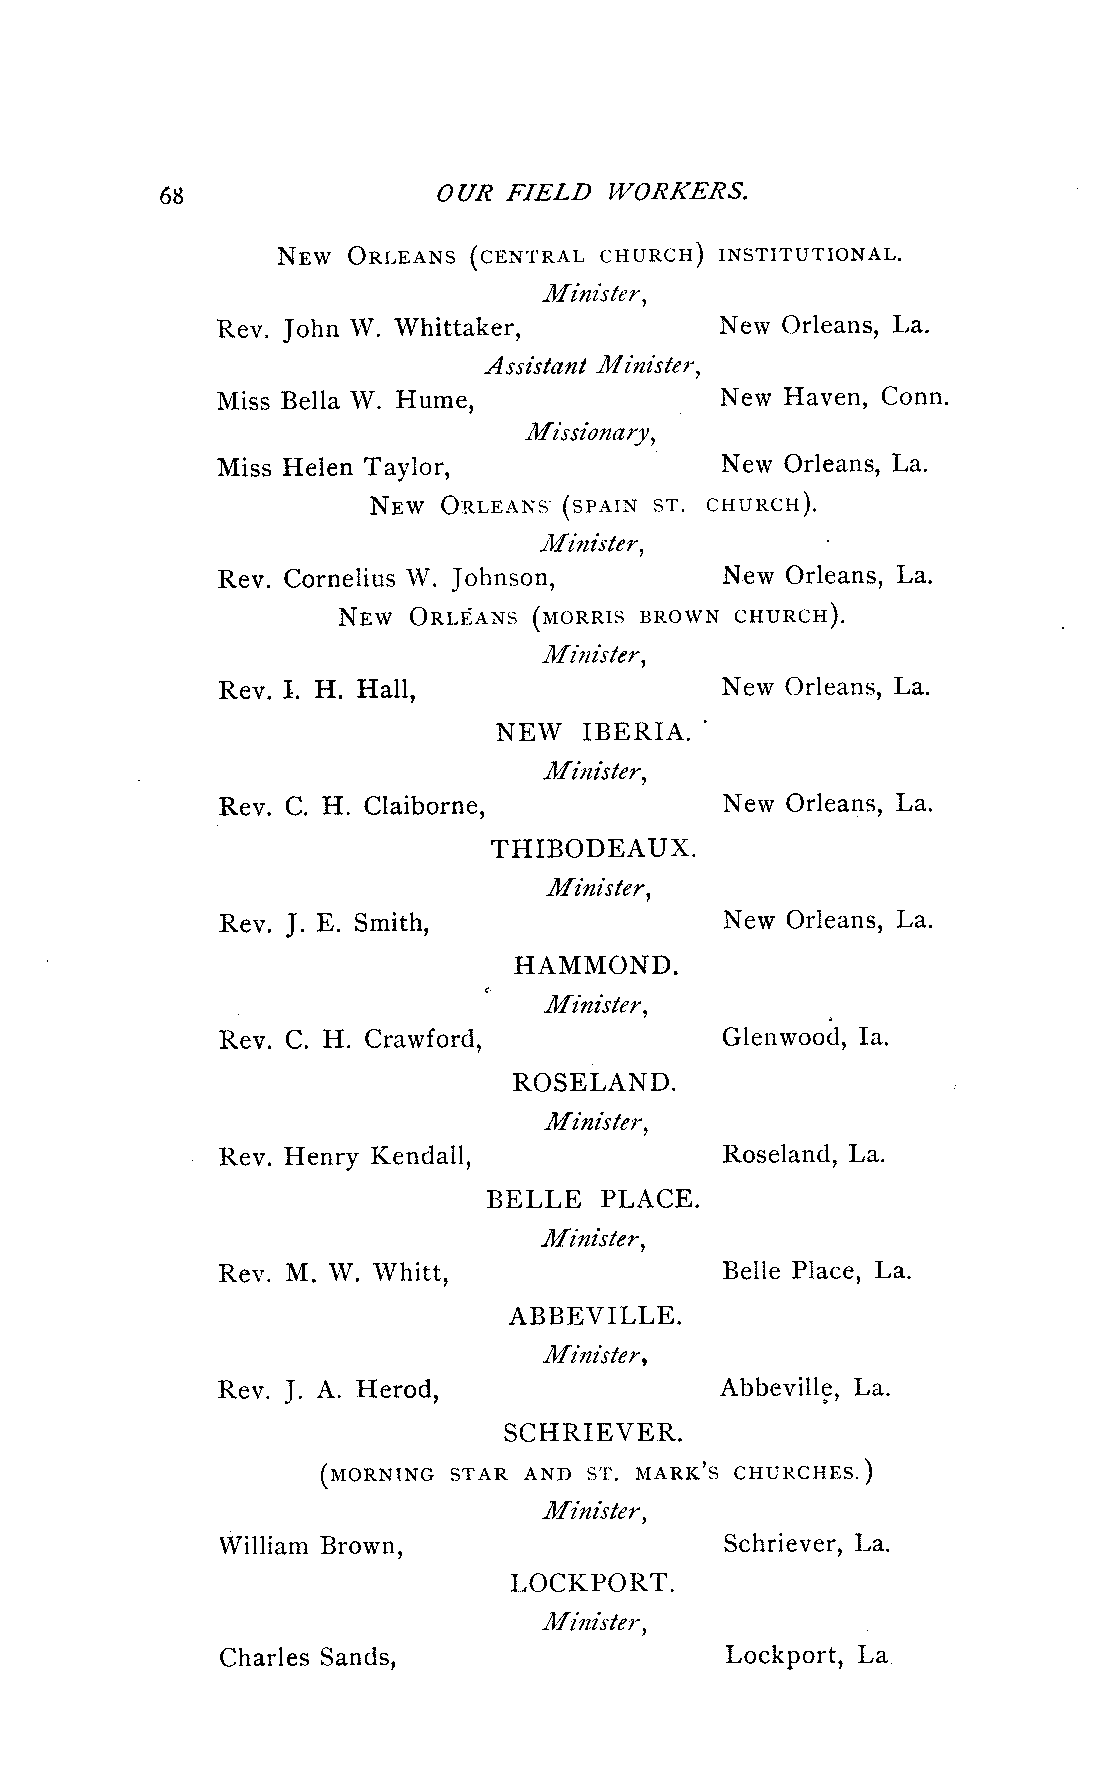 68 OUR FIELD WORKERS.
NEW ORLEANS (CENTRAL CHURCH) INSTITUTIONAL.
Minister,
Rev. John W. Whittaker, New Orleans, La.
Assistant Minister,
Miss Bella W. Hume, New Haven, Conn.
Missionary,
Miss Helen Taylor, New Orleans, La.
NEW ORLEANS (SPAIN ST. CHURCH).
Minister,
Rev. Cornelius W. Johnson, New Orleans, La.
NEW ORLEANS (MORRIS BROWN CHURCH).
Minister,
Rev. I. H. Hall, New Orleans, La.
NEW IBERIA.
Minister,
Rev. C. H. Claiborne, New Orleans, La.
THIBODEAUX.
Minister,
Rev. J. E. Smith, New Orleans, La.
HAMMOND.
Minister,
Rev. C. H. Crawford, Glenwood, Ia.
ROSELAND.
Minister,
Rev. Henry Kendall, Roseland, La.
BELLE PLACE.
Minister,
Rev. M. W. Whitt, Belle Place, La.
ABBEVILLE.
Minister,
Rev. J. A. Herod, Abbeville, La.
SCHRIEVER.
(MORNING STAR AND ST. MARK'S CHURCHES.)
Minister,
William Brown, Schriever, La.
LOCKPORT.
Minister,
Charles Sands, Lockport, La